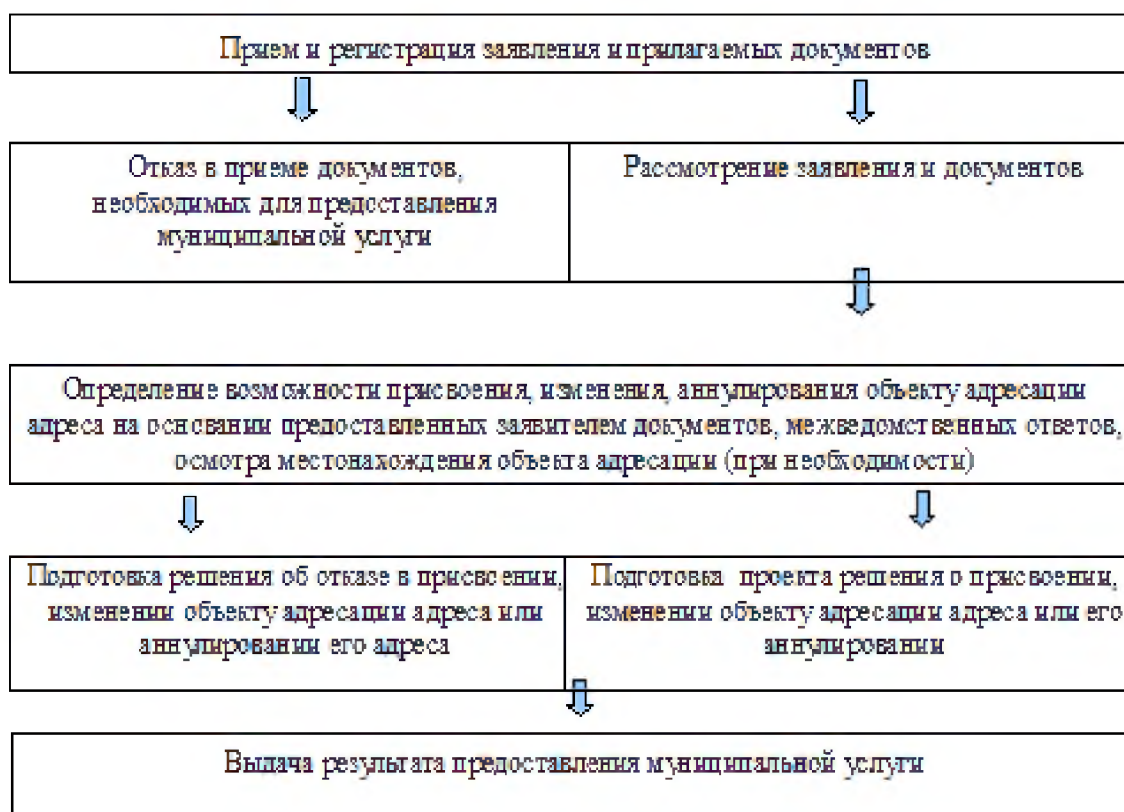 Прием и регистрация заявления и прилагаемых документов
Отказ в приеме документов,
необходимых для предоставления
муниципальной услуги
Рассмотрение заявления и документов
Определение возможности присвоения, изменения, аннулирования объекту адресации
адреса на основании предоставленных заявителем документов, межведомственных ответов,
осмотра местонахождения объекта адресации (при необходимости)
Подготовка решения об отказе в присвоении,
изменении объекту адресации адреса или
аннулировании его адреса
Подготовка проекта решения о присвоении,
изменении объекту адресации адреса или его
аннулировании
Выдача результата предоставления муниципальной услуги